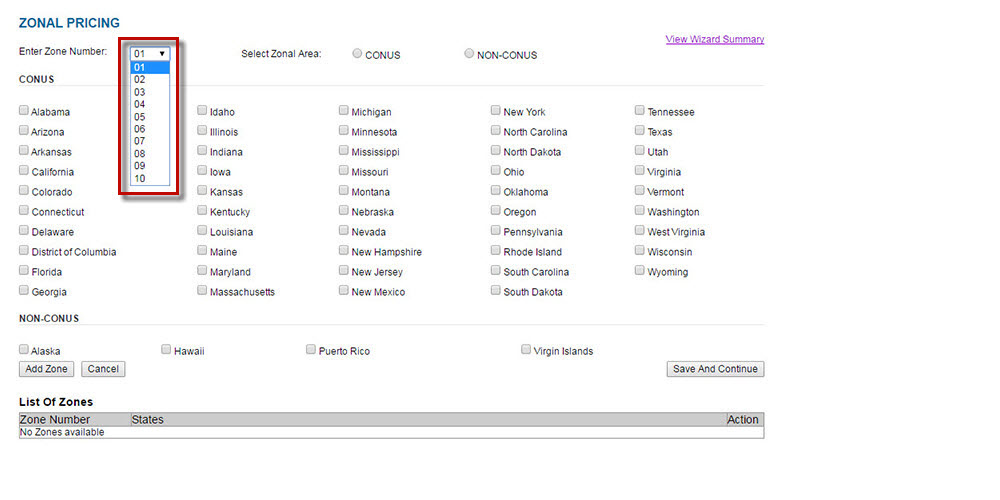 ZONAL PRICING
View Wizard Summary
Enter Zone Number: 01 Select Zonal Area: CONUS NON-CONUS
01
02
03
04
05
06
07
08
09
10
CONUS
Alabama Idaho Michigan New York Tennessee
Arizona Illinois Minnesota North Carolina Texas
Arkansas Indiana Mississippi North Dakota Utah
California Iowa Missouri Ohio Virginia
Colorado Kansas Montana Oklahoma Vermont
Connecticut Kentucky Nebraska Oregon Washington
Delaware Louisiana Nevada Pennsylvania West Virginia
District of Columbia Maine New Hampshire Rhode Island Wisconsin
Florida Maryland New Jersey South Carolina Wyoming
Georgia Massachusetts New Mexico South Dakota
NON-CONUS
Alaska Hawaii Puerto Rico Virgin Islands
Add Zone Cancel Save And Continue
List Of Zones
Zone Number States Action
No Zones available